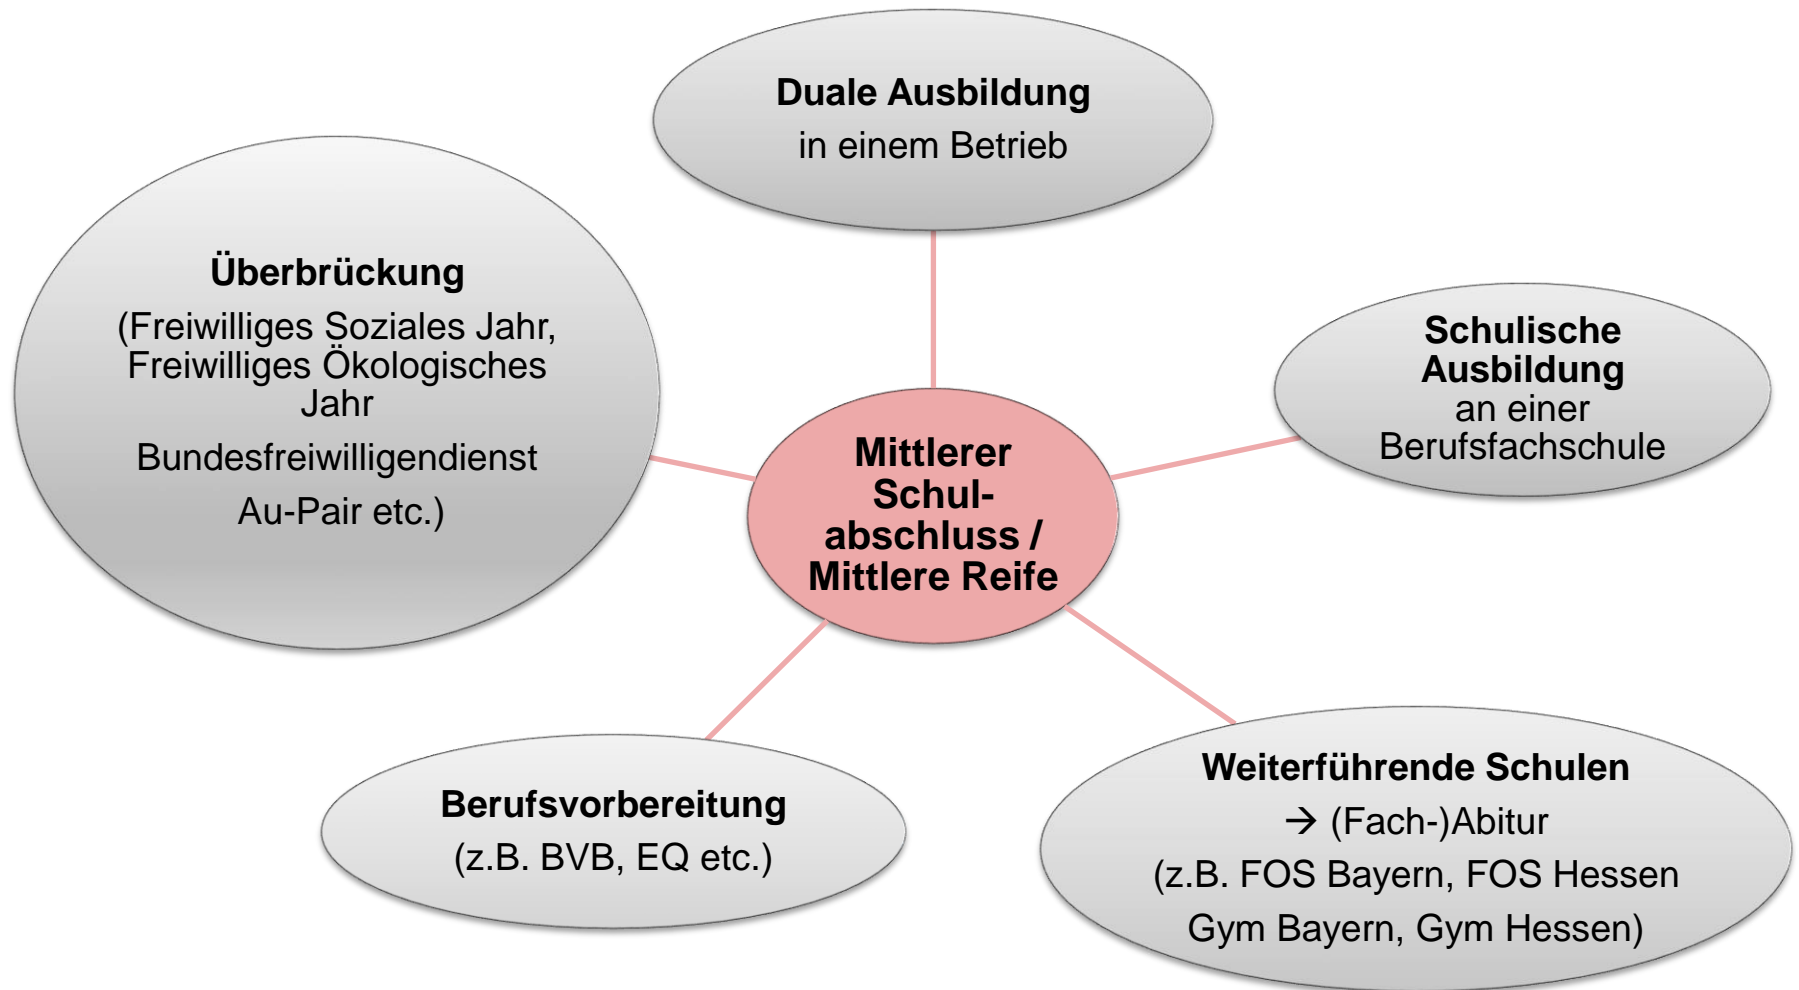 Duale Ausbildung
in einem Betrieb
Überbrückung
(Freiwilliges Soziales Jahr,
Freiwilliges Ökologisches
Jahr
Bundesfreiwilligendienst
Au-Pair etc.)
Schulische
Ausbildung
an einer
Berufsfachschule
Mittlerer
Schul-
abschluss /
Mittlere Reife
Berufsvorbereitung
(z.B. BVB, EQ etc.)
Weiterführende Schulen
→ (Fach-)Abitur
(z.B. FOS Bayern, FOS Hessen
Gym Bayern, Gym Hessen)